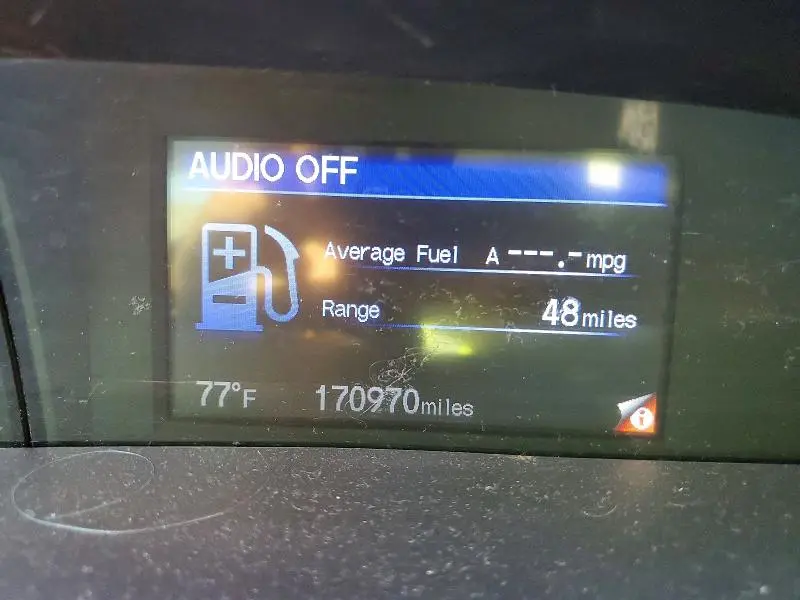 AUDIO OFF
Average Fuel A ---.- mpg
Range 48 miles
77°F 170970 miles